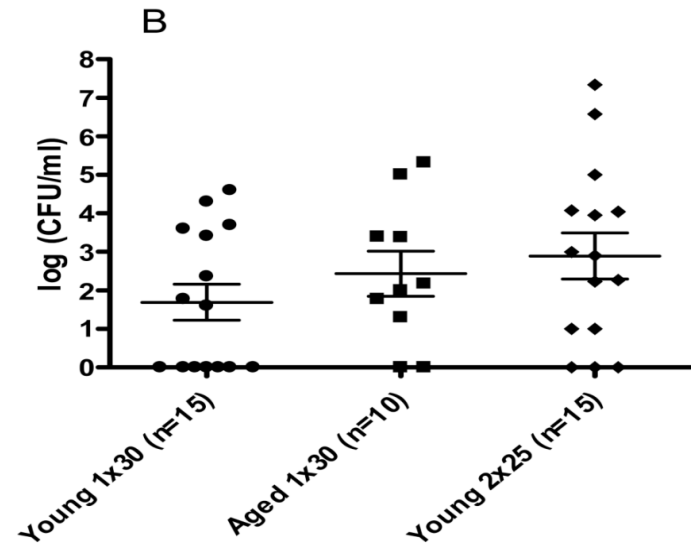 B
log (CFU/ml)
8
7
6
5
4
3
2
1
0
Young 1x30 (n=15)
Aged 1x30 (n=10)
Young 2x25 (n=15)